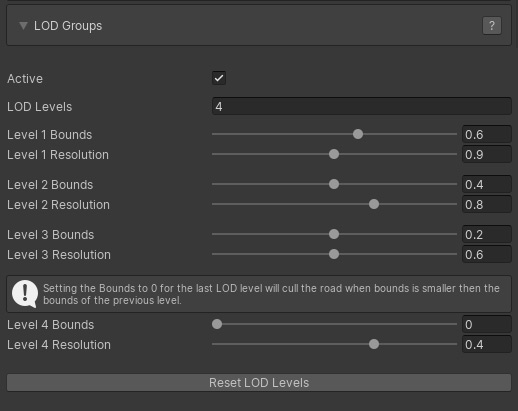 LOD Groups ?
Active
LOD Levels 4
Level 1 Bounds 0.6
Level 1 Resolution 0.9
Level 2 Bounds 0.4
Level 2 Resolution 0.8
Level 3 Bounds 0.2
Level 3 Resolution 0.6
Setting the Bounds to 0 for the last LOD level will cull the road when bounds is smaller then the
bounds of the previous level.
Level 4 Bounds 0
Level 4 Resolution 0.4
Reset LOD Levels